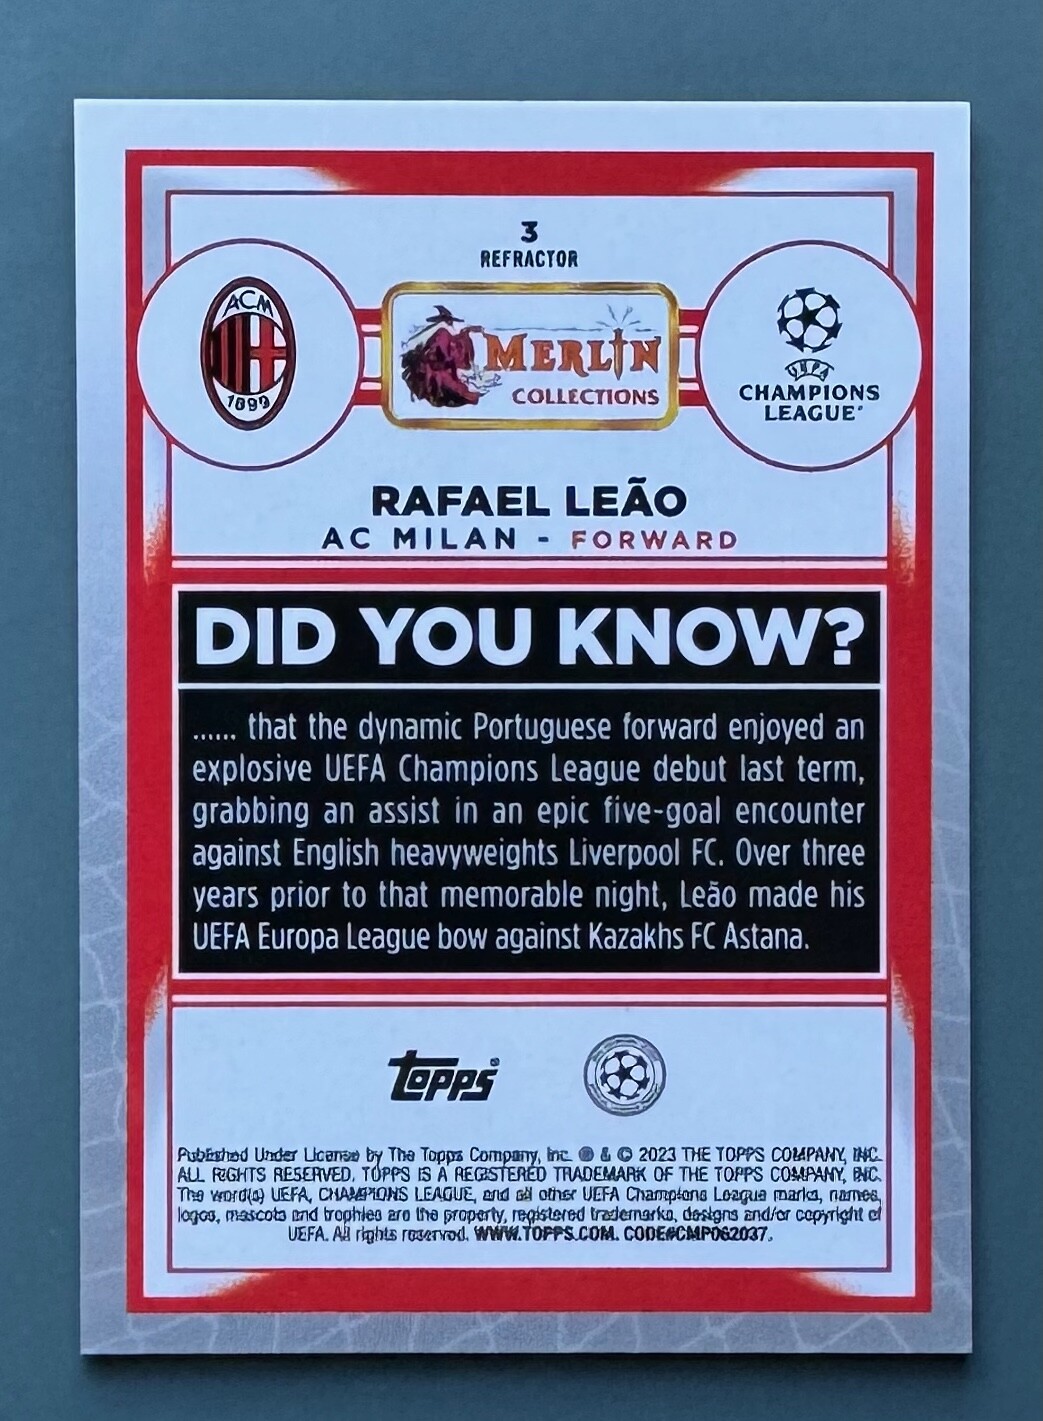 3
REFRACTOR
ACM
1899
MERLIN
COLLECTIONS
UEFA
CHAMPIONS
LEAGUE®
RAFAEL LEÃO
AC MILAN - FORWARD
DID YOU KNOW?
...... that the dynamic Portuguese forward enjoyed an
explosive UEFA Champions League debut last term,
grabbing an assist in an epic five-goal encounter
against English heavyweights Liverpool FC. Over three
years prior to that memorable night, Leão made his
UEFA Europa League bow against Kazakhs FC Astana.
topps®
Published Under License by The Topps Company, Inc. ® & © 2023 THE TOPPS COMPANY, INC.
ALL RIGHTS RESERVED. TOPPS IS A REGISTERED TRADEMARK OF THE TOPPS COMPANY, INC.
The word(s) UEFA, CHAMPIONS LEAGUE, and all other UEFA Champions League marks, names,
logos, mascots and trophies are the property, registered trademarks, designs and/or copyright of
UEFA. All rights reserved. WWW.TOPPS.COM. CODE#CMP062037.